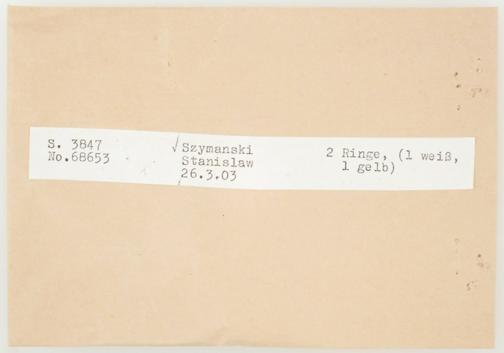 S. 3847
No.68653
Szymanski
Stanislaw
26.3.03
2 Ringe, (1 weiß,
1 gelb)